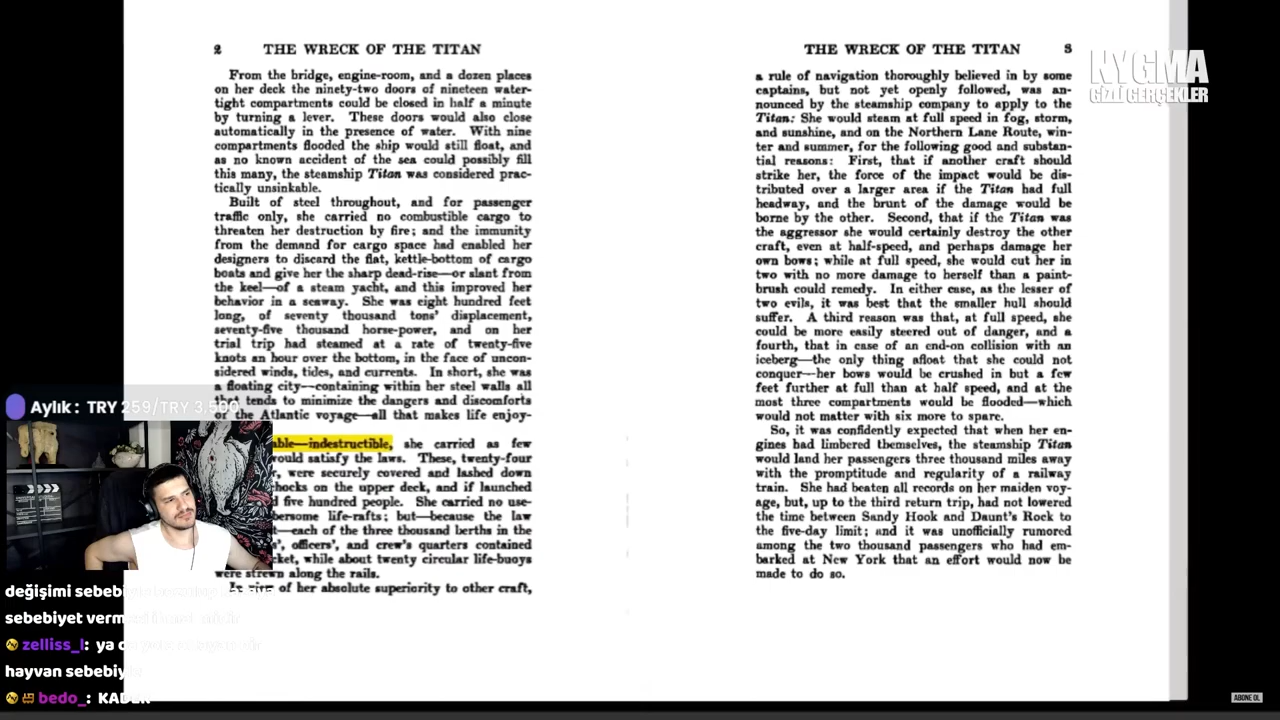 2 THE WRECK OF THE TITAN
From the bridge, engine-room, and a dozen places
on her deck the ninety-two doors of nineteen water-
tight compartments could be closed in half a minute
by turning a lever. These doors would also close
automatically in the presence of water. With nine
compartments flooded the ship would still float, and
as no known accident of the sea could possibly fill
this many, the steamship Titan was considered prac-
tically unsinkable.
Built of steel throughout, and for passenger
traffic only, she carried no combustible cargo to
threaten her destruction by fire; and the immunity
from the demand for cargo space had enabled her
designers to discard the flat, kettle-bottom of cargo
boats and give her the sharp dead-rise—or slant from
the keel—of a steam yacht, and this improved her
behavior in a seaway. She was eight hundred feet
long, of seventy thousand tons' displacement,
seventy-five thousand horse-power, and on her
trial trip had steamed at a rate of twenty-five
knots an hour over the bottom, in the face of uncon-
sidered winds, tides, and currents. In short, she was
a floating city—containing within her steel walls all
that tends to minimize the dangers and discomforts
of the Atlantic voyage—all that makes life enjoy-
able—indestructible, she carried as few
would satisfy the laws. These, twenty-four
were securely covered and lashed down
hocks on the upper deck, and if launched
five hundred people. She carried no use-
bersome life-rafts; but—because the law
—each of the three thousand berths in the
officers', and crew's quarters contained
cket, while about twenty circular life-buoys
were strewn along the rails.
of her absolute superiority to other craft,
THE WRECK OF THE TITAN 3
a rule of navigation thoroughly believed in by some
captains, but not yet openly followed, was an-
nounced by the steamship company to apply to the
Titan: She would steam at full speed in fog, storm,
and sunshine, and on the Northern Lane Route, win-
ter and summer, for the following good and substan-
tial reasons: First, that if another craft should
strike her, the force of the impact would be dis-
tributed over a larger area if the Titan had full
headway, and the brunt of the damage would be
borne by the other. Second, that if the Titan was
the aggressor she would certainly destroy the other
craft, even at half-speed, and perhaps damage her
own bows; while at full speed, she would cut her in
two with no more damage to herself than a paint-
brush could remedy. In either case, as the lesser of
two evils, it was best that the smaller hull should
suffer. A third reason was that, at full speed, she
could be more easily steered out of danger, and a
fourth, that in case of an end-on collision with an
iceberg—the only thing afloat that she could not
conquer—her bows would be crushed in but a few
feet further at full than at half speed, and at the
most three compartments would be flooded—which
would not matter with six more to spare.
So, it was confidently expected that when her en-
gines had limbered themselves, the steamship Titan
would land her passengers three thousand miles away
with the promptitude and regularity of a railway
train. She had beaten all records on her maiden voy-
age, but, up to the third return trip, had not lowered
the time between Sandy Hook and Daunt's Rock to
the five-day limit; and it was unofficially rumored
among the two thousand passengers who had em-
barked at New York that an effort would now be
made to do so.
NYGMA
GİZLİ GERÇEKLER
Aylık: TRY 259/TRY 3.500
değişimi
sebebiyet
zelliss_l: ya
hayvan
bedo_: KADER
ABONE OL